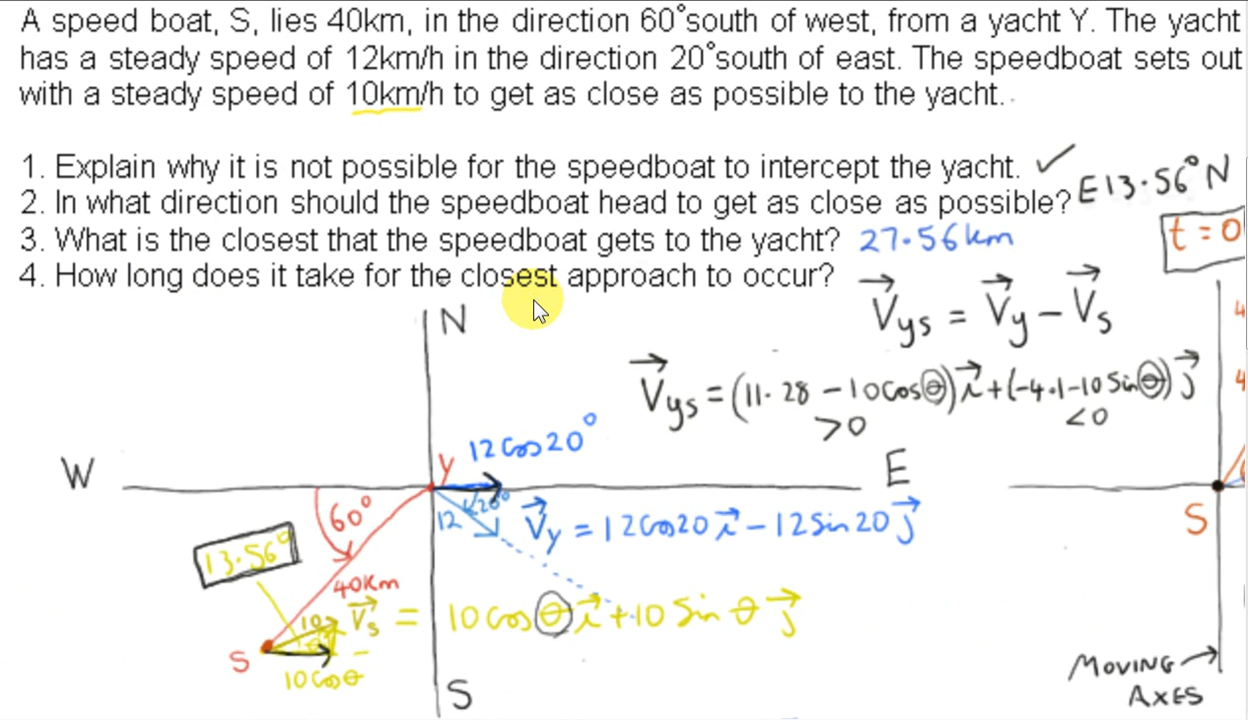 A speed boat, S, lies 40km, in the direction 60°south of west, from a yacht Y. The yacht
has a steady speed of 12km/h in the direction 20°south of east. The speedboat sets out
with a steady speed of 10km/h to get as close as possible to the yacht.
1. Explain why it is not possible for the speedboat to intercept the yacht. ✓
2. In what direction should the speedboat head to get as close as possible? E13.56°N
3. What is the closest that the speedboat gets to the yacht? 27.56km
t=0
4. How long does it take for the closest approach to occur?
V⃗ys = V⃗y - V⃗s
N
4
V⃗ys = (11.28 - 10Cosθ)i⃗ + (-4.1 - 10Sinθ)j⃗
4
>0 <0
12Cos20°
W
Y
E
60°
20°
12
V⃗y = 12Cos20 i⃗ - 12Sin20 j⃗
S
13.56°
40Km
10
V⃗s = 10Cosθ i⃗ + 10Sinθ j⃗
θ
S
10Cosθ
S
MOVING
AXES